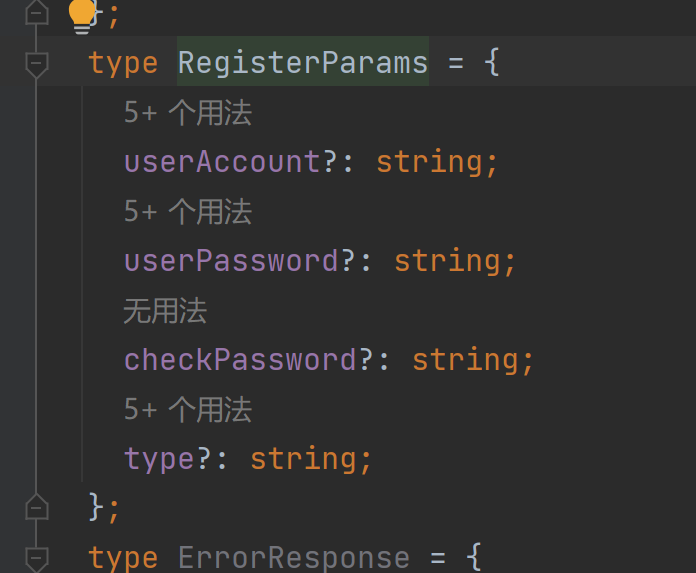 };
type RegisterParams = {
5+ 个用法
userAccount?: string;
5+ 个用法
userPassword?: string;
无用法
checkPassword?: string;
5+ 个用法
type?: string;
};
type ErrorResponse = {